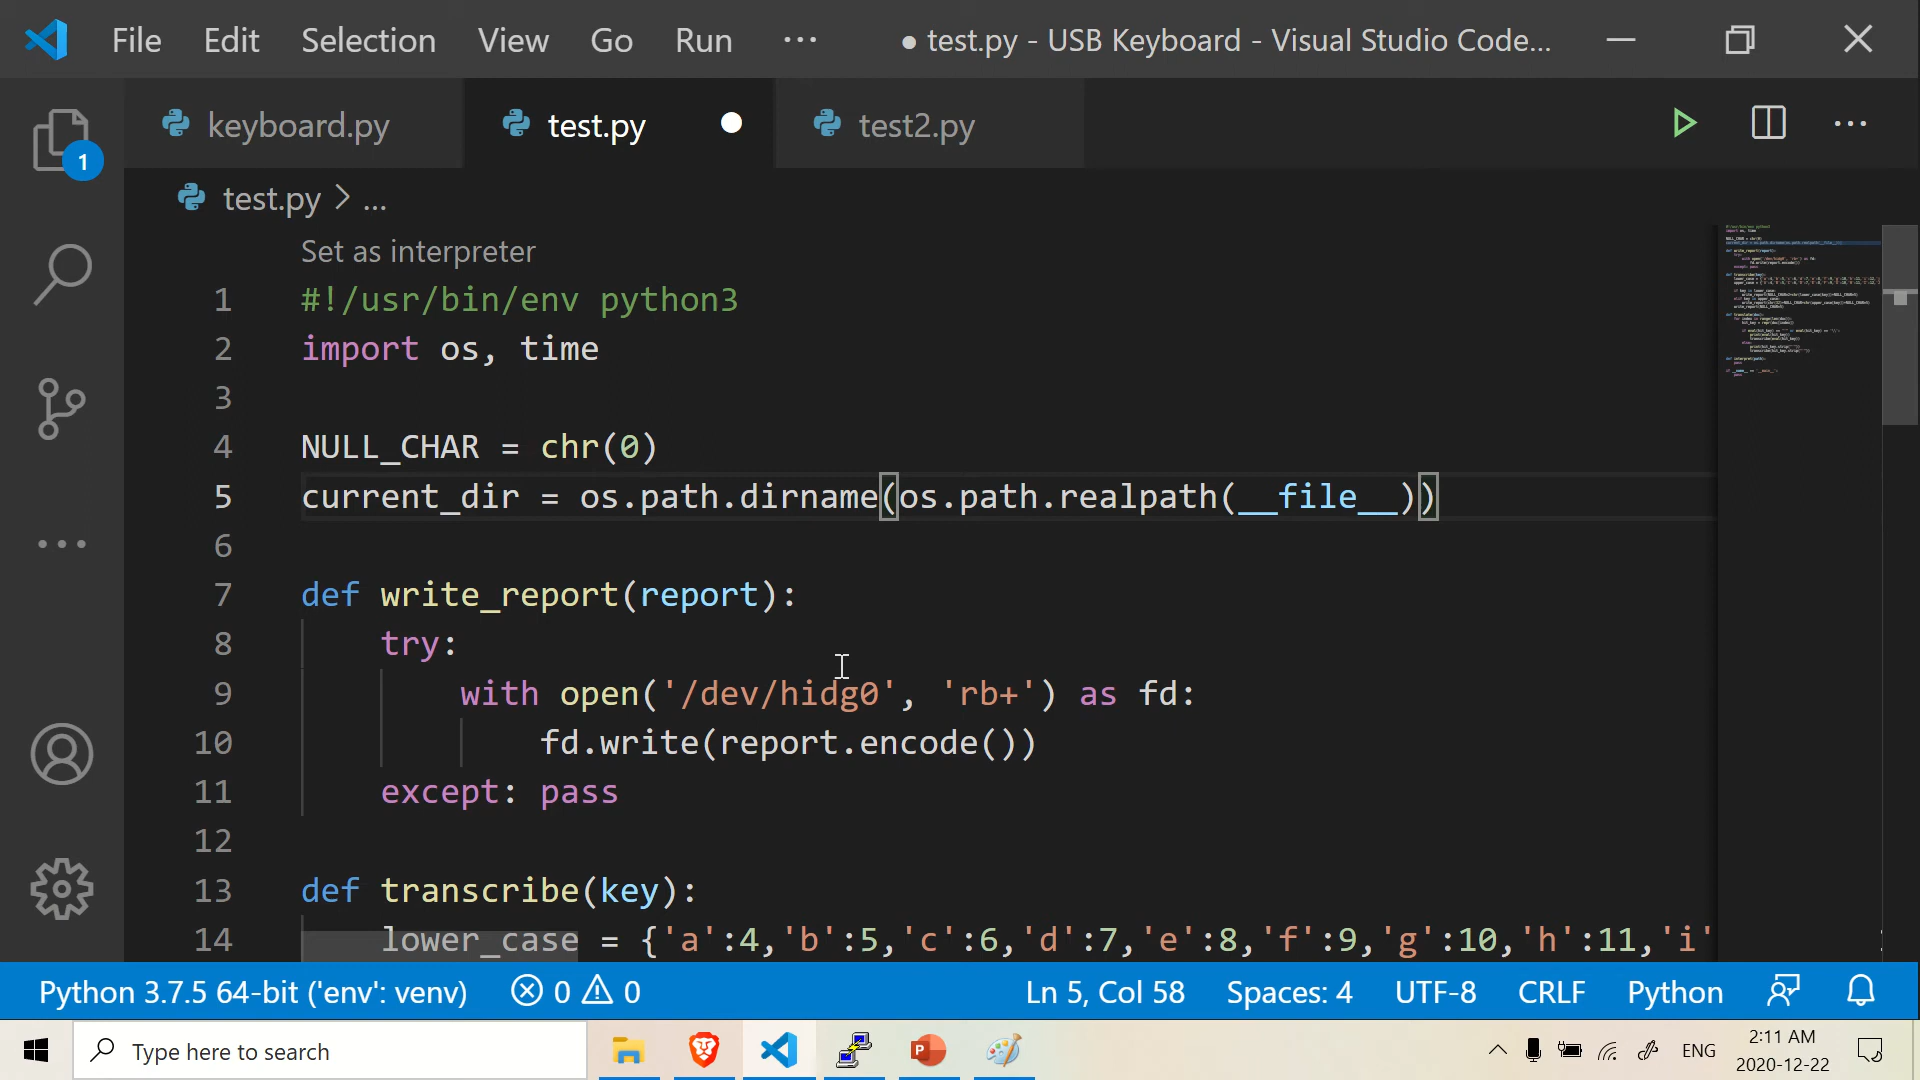 File Edit Selection View Go Run ··· ● test.py - USB Keyboard - Visual Studio Code...
keyboard.py test.py test2.py
1
test.py > ...
Set as interpreter
1 #!/usr/bin/env python3
2 import os, time
3
4 NULL_CHAR = chr(0)
5 current_dir = os.path.dirname(os.path.realpath(__file__))
6
7 def write_report(report):
8 try:
9 with open('/dev/hidg0', 'rb+') as fd:
10 fd.write(report.encode())
11 except: pass
12
13 def transcribe(key):
14 lower_case = {'a':4,'b':5,'c':6,'d':7,'e':8,'f':9,'g':10,'h':11,'i'
Python 3.7.5 64-bit ('env': venv) 0 0 Ln 5, Col 58 Spaces: 4 UTF-8 CRLF Python
Type here to search ENG 2:11 AM
2020-12-22